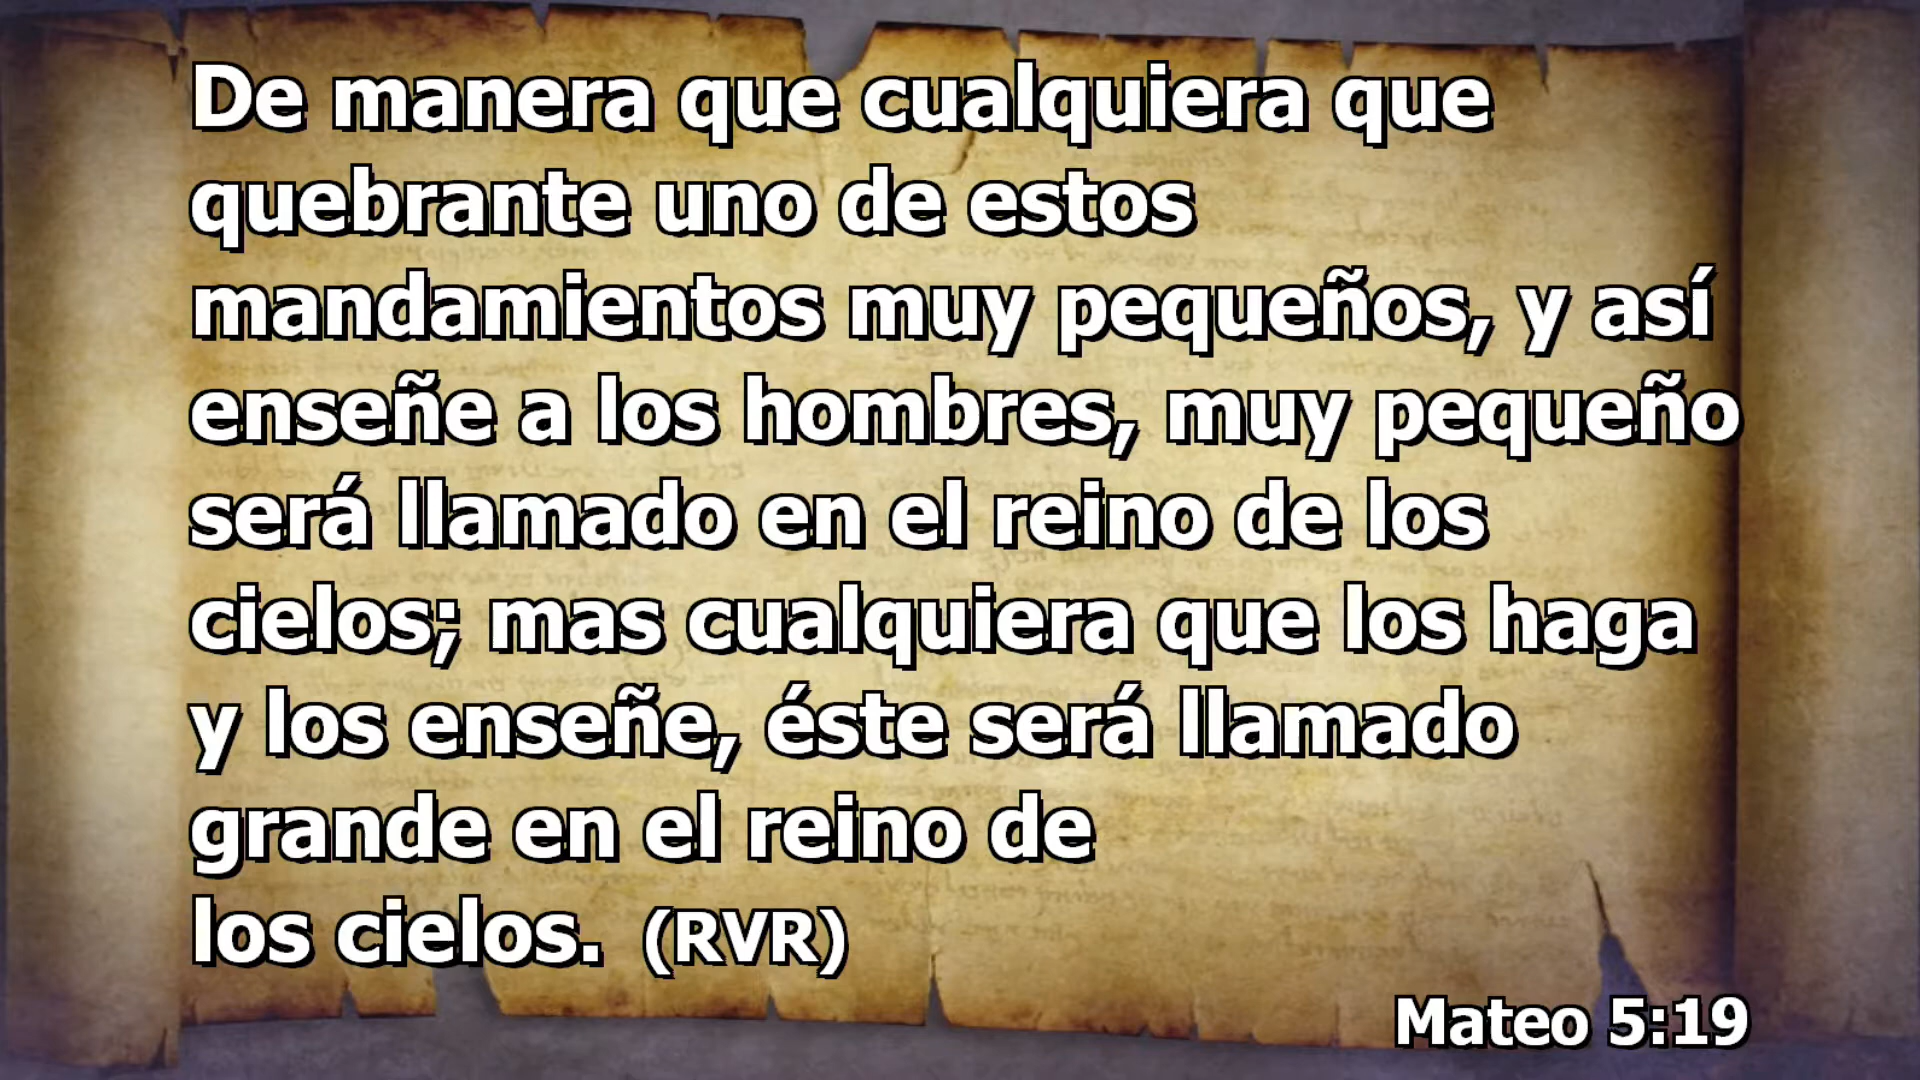 De manera que cualquiera que
quebrante uno de estos
mandamientos muy pequeños, y así
enseñe a los hombres, muy pequeño
será llamado en el reino de los
cielos; mas cualquiera que los haga
y los enseñe, éste será llamado
grande en el reino de
los cielos. (RVR)
Mateo 5:19